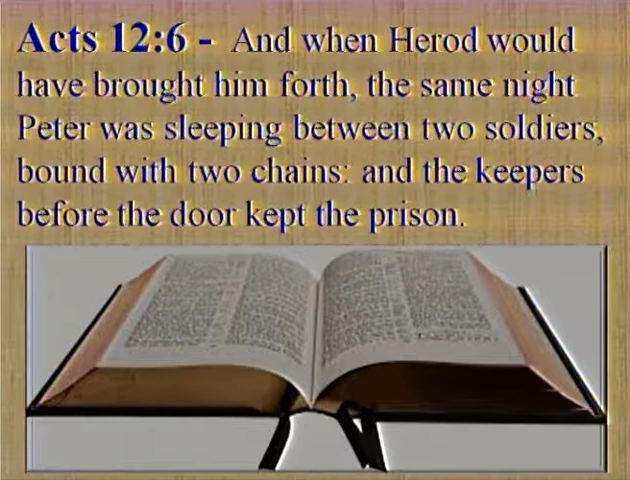 Acts 12:6 - And when Herod would
have brought him forth, the same night
Peter was sleeping between two soldiers,
bound with two chains: and the keepers
before the door kept the prison.